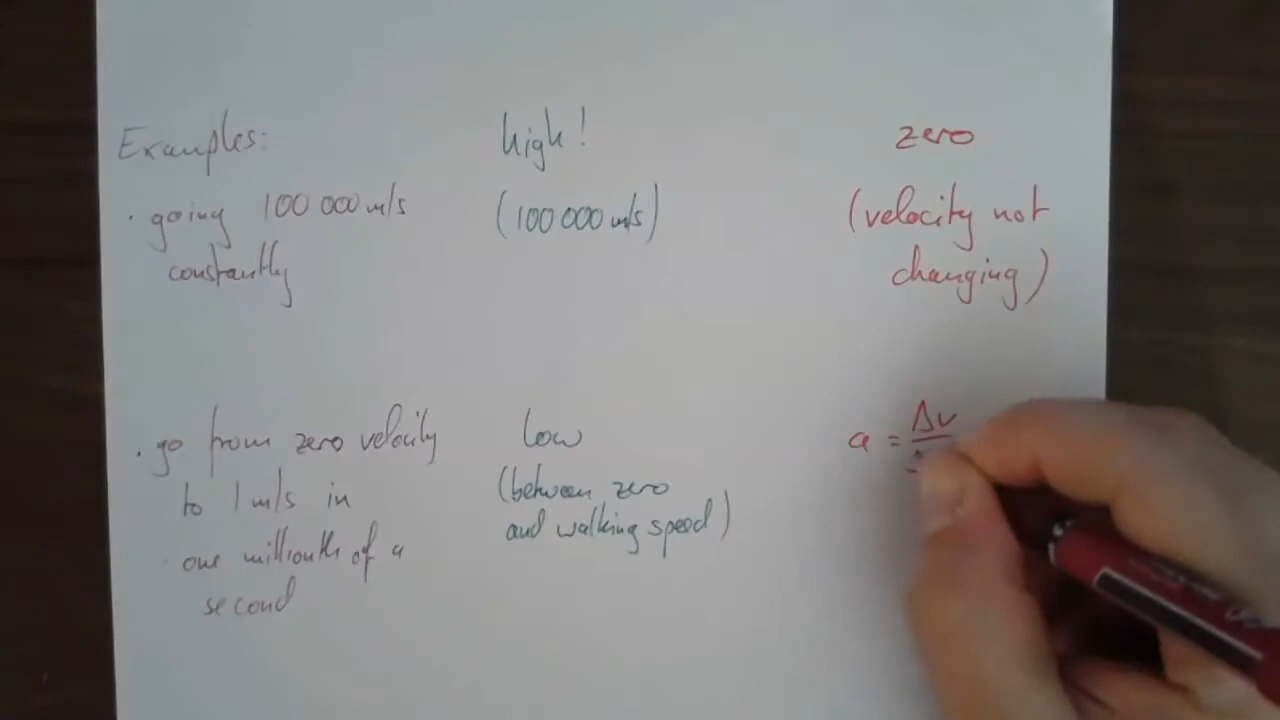 Examples:
high!
zero
· going 100 000 m/s
constantly
(100 000 m/s)
(velocity not
changing)
· go from zero velocity
to 1 m/s in
one millionth of a
second
low
(between zero
and walking speed)
a = Δv